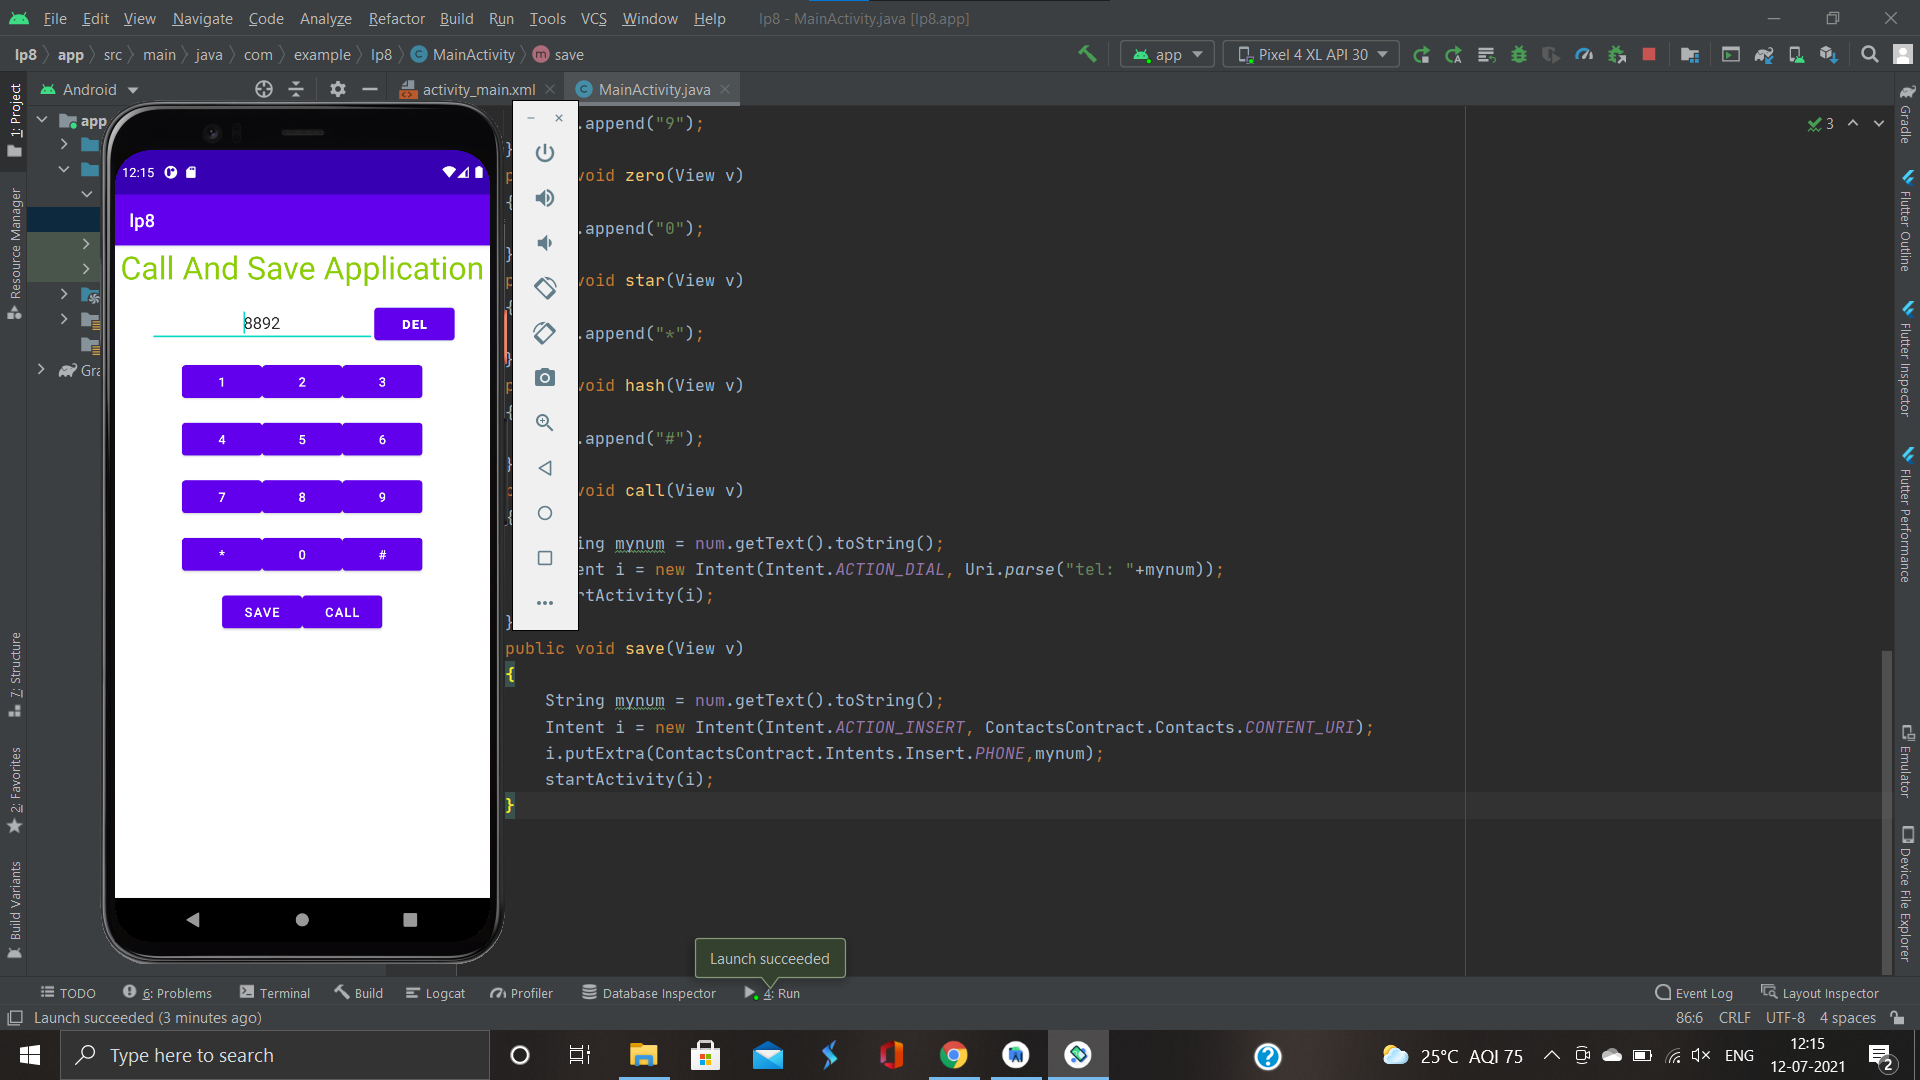 File Edit View Navigate Code Analyze Refactor Build Run Tools VCS Window Help lp8 - MainActivity.java [lp8.app]
lp8 app src main java com example lp8 MainActivity save app Pixel 4 XL API 30
Android activity_main.xml MainActivity.java
1: Project
Resource Manager
7: Structure
2: Favorites
Build Variants
app
Gra
12:15
lp8
Call And Save Application
8892 DEL
1 2 3
4 5 6
7 8 9
* 0 #
SAVE CALL
.append("9");
}
void zero(View v)
{
.append("0");
}
void star(View v)
{
.append("*");
}
void hash(View v)
{
.append("#");
}
void call(View v)
{
ing mynum = num.getText().toString();
ent i = new Intent(Intent.ACTION_DIAL, Uri.parse("tel: "+mynum));
rtActivity(i);
}
public void save(View v)
{
String mynum = num.getText().toString();
Intent i = new Intent(Intent.ACTION_INSERT, ContactsContract.Contacts.CONTENT_URI);
i.putExtra(ContactsContract.Intents.Insert.PHONE,mynum);
startActivity(i);
}
3
Gradle
Flutter Outline
Flutter Inspector
Flutter Performance
Emulator
Device File Explorer
Launch succeeded
TODO 6: Problems Terminal Build Logcat Profiler Database Inspector 4: Run Event Log Layout Inspector
Launch succeeded (3 minutes ago) 86:6 CRLF UTF-8 4 spaces
Type here to search 25°C AQI 75 ENG 12:15
12-07-2021 2